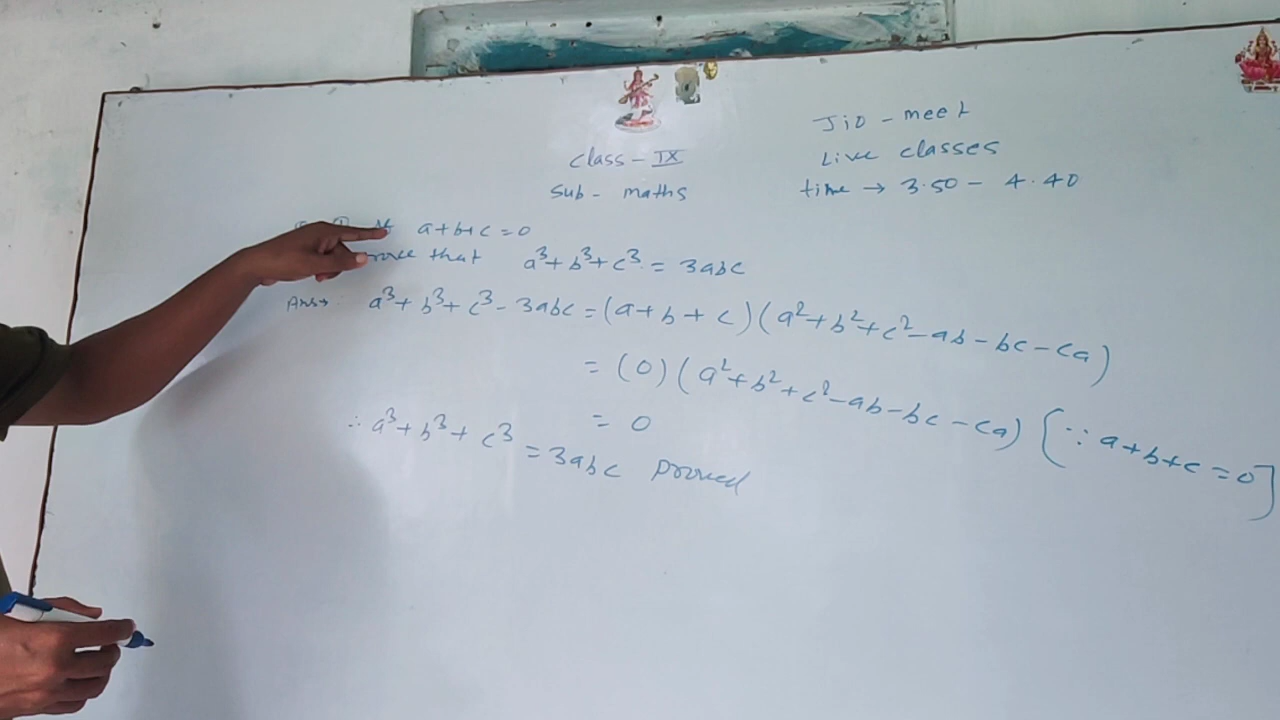 Class - IX
Sub - maths
Jio - meet
Live classes
time → 3.50 - 4.40
If a+b+c = 0
that a³+b³+c³ = 3abc
Ans→ a³+b³+c³-3abc = (a+b+c)(a²+b²+c²-ab-bc-ca)
= (0)(a²+b²+c²-ab-bc-ca) [∵ a+b+c=0]
= 0
∴ a³+b³+c³ = 3abc proved